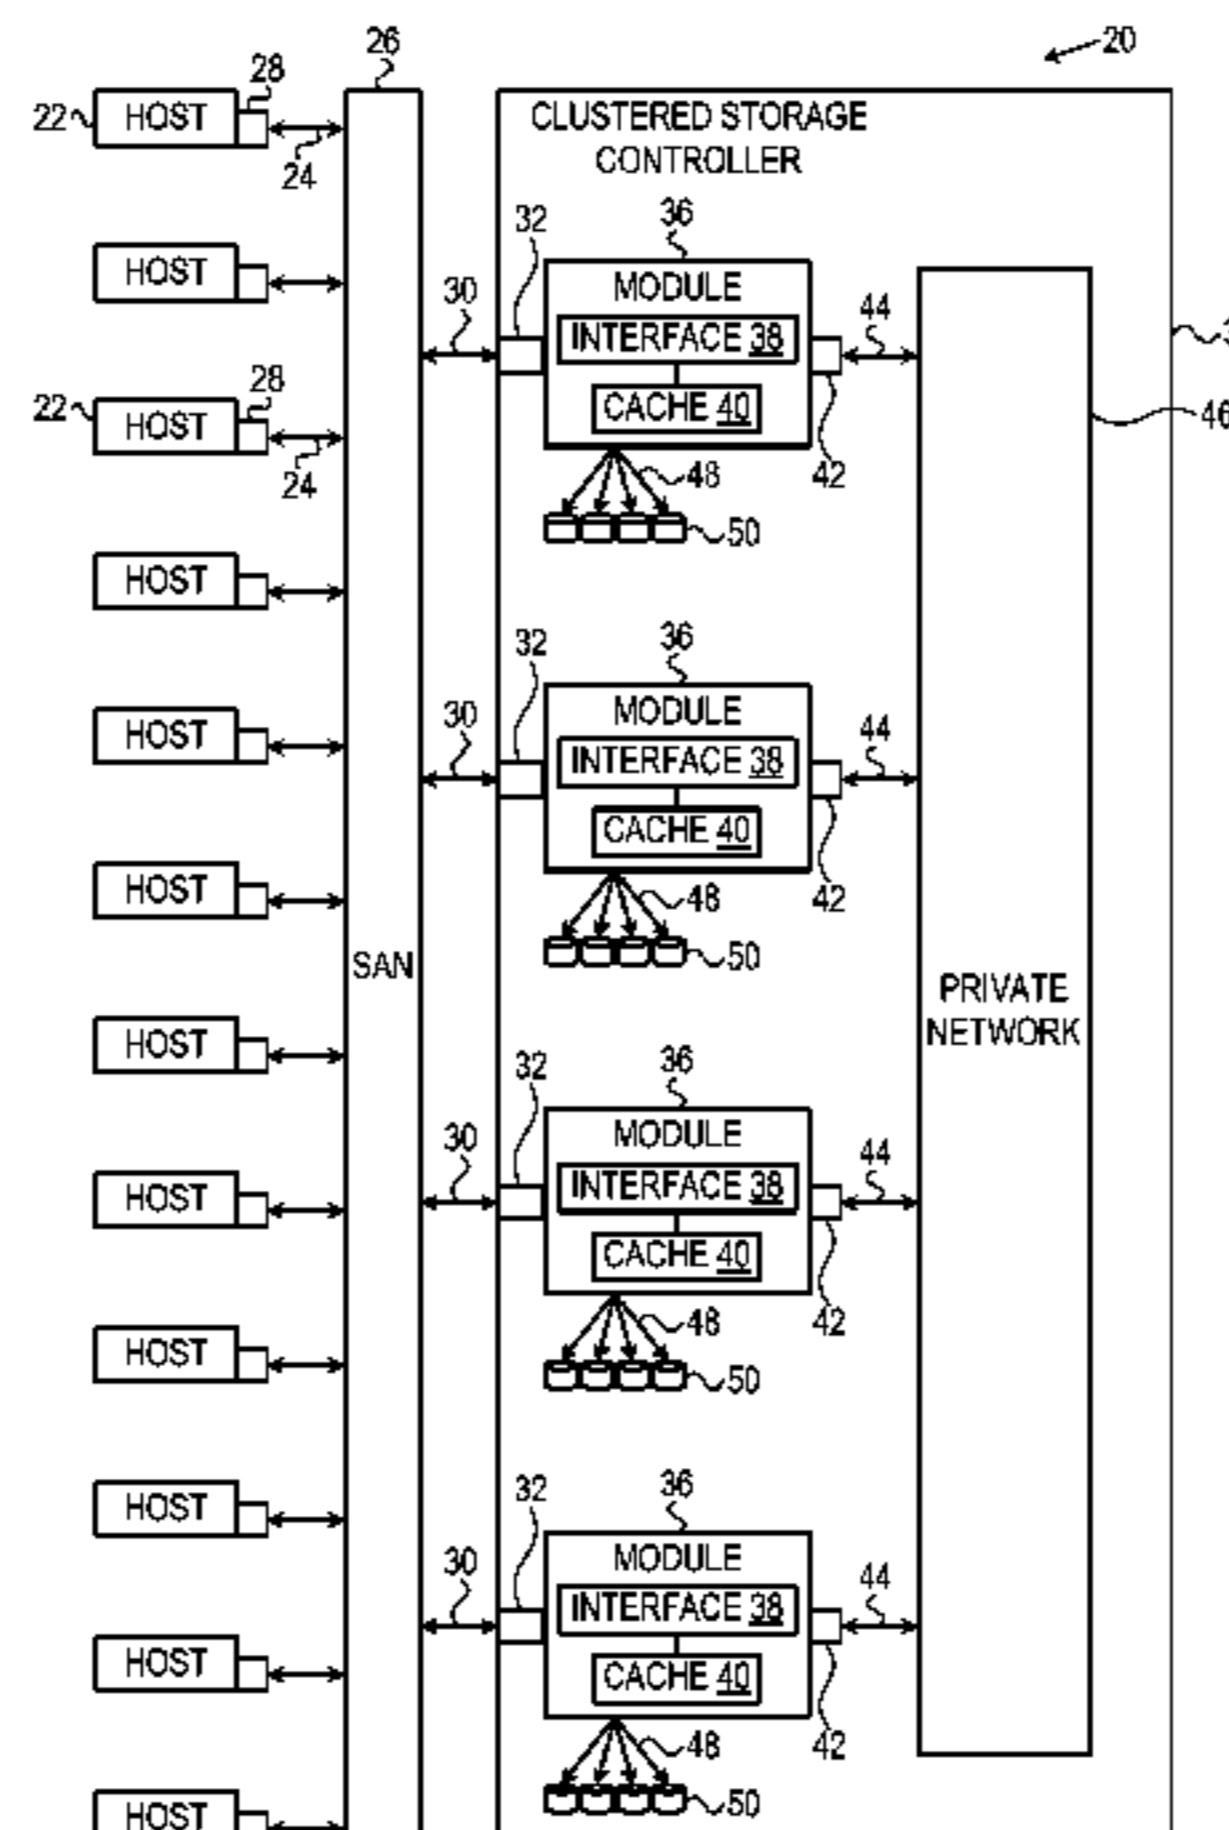 20
26
28
22 HOST
24
CLUSTERED STORAGE
CONTROLLER
HOST
28
22 HOST
24
HOST
HOST
HOST
HOST
HOST
HOST
HOST
HOST
HOST
SAN
32
36
30
MODULE
INTERFACE 38
CACHE 40
44
42
48
50
32
36
30
MODULE
INTERFACE 38
CACHE 40
44
42
48
50
32
36
30
MODULE
INTERFACE 38
CACHE 40
44
42
48
50
32
36
30
MODULE
INTERFACE 38
CACHE 40
44
42
48
50
46
PRIVATE
NETWORK